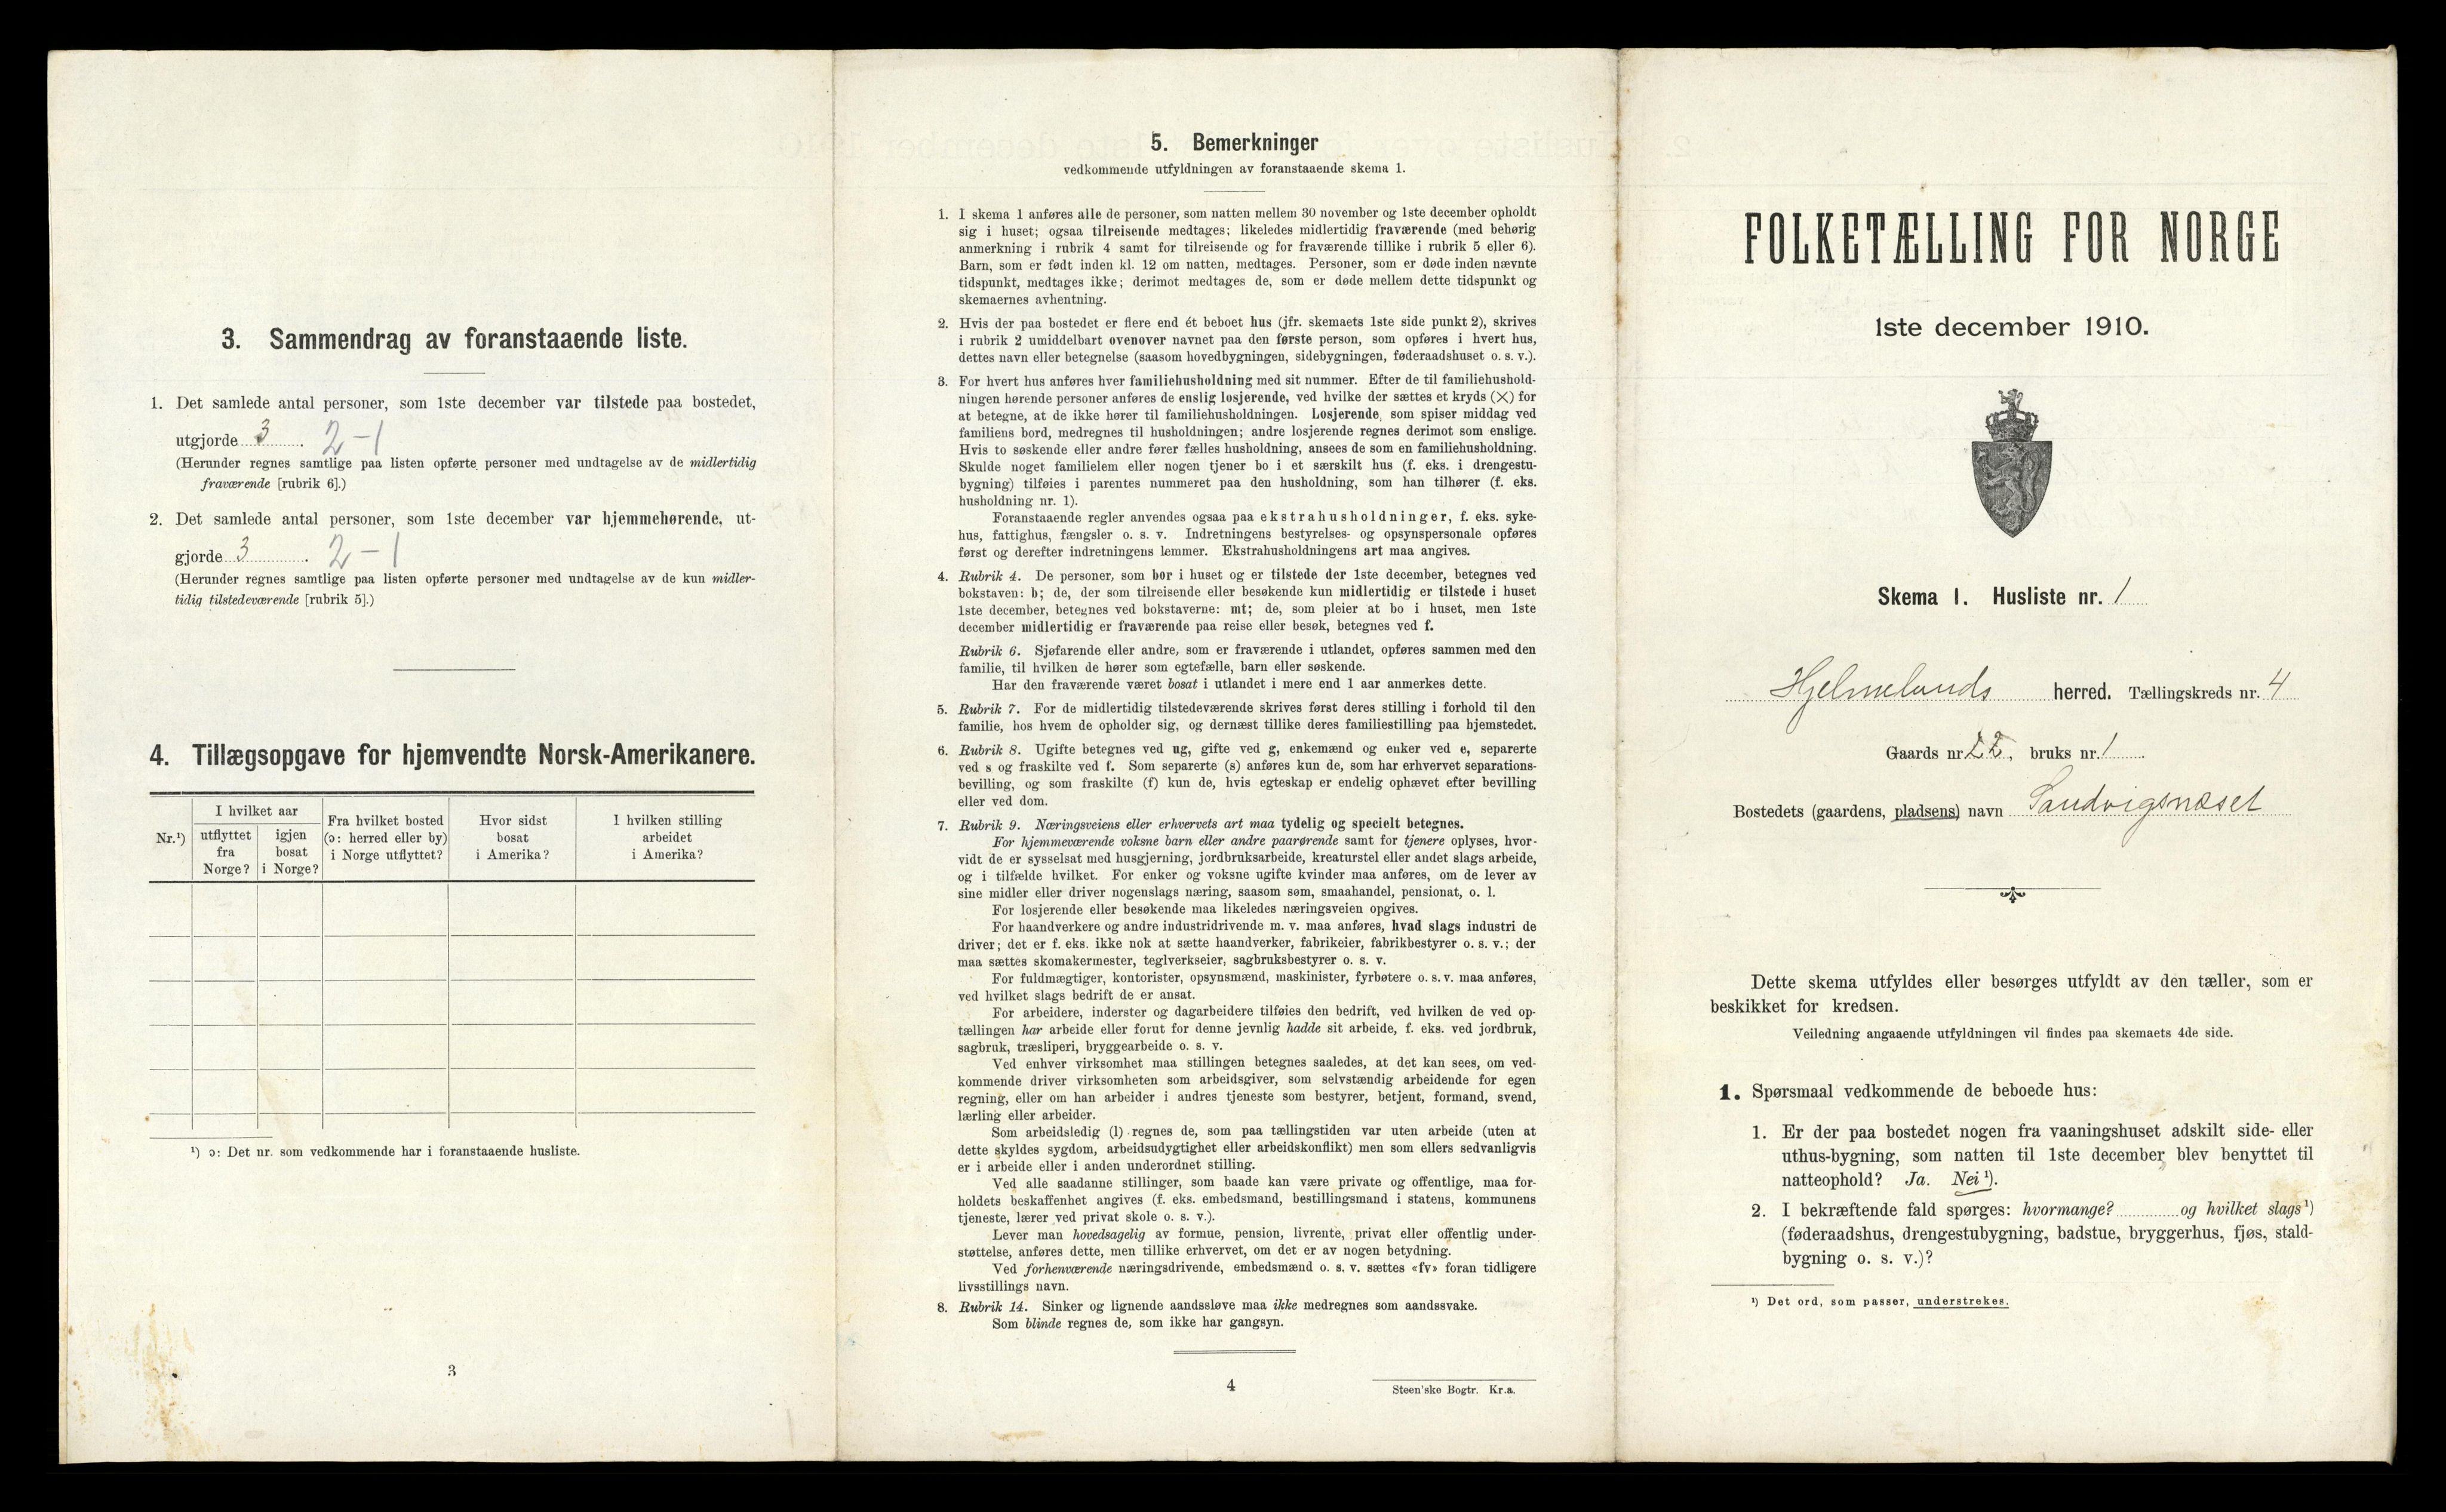 3. Sammendrag av foranstaaende liste.
1. Det samlede antal personer, som 1ste december var tilstede paa bostedet,
utgjorde 3. 2-1
(Herunder regnes samtlige paa listen opførte personer med undtagelse av de midlertidig
fraværende [rubrik 6].)
2. Det samlede antal personer, som 1ste december var hjemmehørende, ut-
gjorde 3. 2-1
(Herunder regnes samtlige paa listen opførte personer med undtagelse av de kun midler-
tidig tilstedeværende [rubrik 5].)
4. Tillægsopgave for hjemvendte Norsk-Amerikanere.
Nr.¹)
I hvilket aar
utflyttet
fra
Norge?
igjen
bosat
i Norge?
Fra hvilket bosted
(ɔ: herred eller by)
i Norge utflyttet?
Hvor sidst
bosat
i Amerika?
I hvilken stilling
arbeidet
i Amerika?
¹) ɔ: Det nr. som vedkommende har i foranstaaende husliste.
3
5. Bemerkninger
vedkommende utfyldningen av foranstaaende skema 1.
1. I skema 1 anføres alle de personer, som natten mellem 30 november og 1ste december opholdt
sig i huset; ogsaa tilreisende medtages; likeledes midlertidig fraværende (med behørig
anmerkning i rubrik 4 samt for tilreisende og for fraværende tillike i rubrik 5 eller 6).
Barn, som er født inden kl. 12 om natten, medtages. Personer, som er døde inden nævnte
tidspunkt, medtages ikke; derimot medtages de, som er døde mellem dette tidspunkt og
skemaernes avhentning.
2. Hvis der paa bostedet er flere end ét beboet hus (jfr. skemaets 1ste side punkt 2), skrives
i rubrik 2 umiddelbart ovenover navnet paa den første person, som opføres i hvert hus,
dettes navn eller betegnelse (saasom hovedbygningen, sidebygningen, føderaadshuset o. s. v.).
3. For hvert hus anføres hver familiehusholdning med sit nummer. Efter de til familiehushold-
ningen hørende personer anføres de enslig losjerende, ved hvilke der sættes et kryds (×) for
at betegne, at de ikke hører til familiehusholdningen. Losjerende, som spiser middag ved
familiens bord, medregnes til husholdningen; andre losjerende regnes derimot som enslige.
Hvis to søskende eller andre fører fælles husholdning, ansees de som en familiehusholdning.
Skulde noget familielem eller nogen tjener bo i et særskilt hus (f. eks. i drengestu-
bygning) tilføies i parentes nummeret paa den husholdning, som han tilhører (f. eks.
husholdning nr. 1).
Foranstaaende regler anvendes ogsaa paa ekstrahusholdninger, f. eks. syke-
hus, fattighus, fængsler o. s. v. Indretningens bestyrelses- og opsynspersonale opføres
først og derefter indretningens lemmer. Ekstrahusholdningens art maa angives.
4. Rubrik 4. De personer, som bor i huset og er tilstede der 1ste december, betegnes ved
bokstaven: b; de, der som tilreisende eller besøkende kun midlertidig er tilstede i huset
1ste december, betegnes ved bokstaverne: mt; de, som pleier at bo i huset, men 1ste
december midlertidig er fraværende paa reise eller besøk, betegnes ved f.
Rubrik 6. Sjøfarende eller andre, som er fraværende i utlandet, opføres sammen med den
familie, til hvilken de hører som egtefælle, barn eller søskende.
Har den fraværende været bosat i utlandet i mere end 1 aar anmerkes dette.
5. Rubrik 7. For de midlertidig tilstedeværende skrives først deres stilling i forhold til den
familie, hos hvem de opholder sig, og dernæst tillike deres familiestilling paa hjemstedet.
6. Rubrik 8. Ugifte betegnes ved ug, gifte ved g, enkemænd og enker ved e, separerte
ved s og fraskilte ved f. Som separerte (s) anføres kun de, som har erhvervet separations-
bevilling, og som fraskilte (f) kun de, hvis egteskap er endelig ophævet efter bevilling
eller ved dom.
7. Rubrik 9. Næringsveiens eller erhvervets art maa tydelig og specielt betegnes.
For hjemmeværende voksne barn eller andre paarørende samt for tjenere oplyses, hvor-
vidt de er sysselsat med husgjerning, jordbruksarbeide, kreaturstel eller andet slags arbeide,
og i tilfælde hvilket. For enker og voksne ugifte kvinder maa anføres, om de lever av
sine midler eller driver nogenslags næring, saasom søm, smaahandel, pensionat, o. l.
For losjerende eller besøkende maa likeledes næringsveien opgives.
For haandverkere og andre industridrivende m. v. maa anføres, hvad slags industri de
driver; det er f. eks. ikke nok at sætte haandverker, fabrikeier, fabrikbestyrer o. s. v.; der
maa sættes skomakermester, teglverkseier, sagbruksbestyrer o. s. v.
For fuldmægtiger, kontorister, opsynsmænd, maskinister, fyrbøtere o. s. v. maa anføres,
ved hvilket slags bedrift de er ansat.
For arbeidere, inderster og dagarbeidere tilføies den bedrift, ved hvilken de ved op-
tællingen har arbeide eller forut for denne jevnlig hadde sit arbeide, f. eks. ved jordbruk,
sagbruk, træsliperi, bryggearbeide o. s. v.
Ved enhver virksomhet maa stillingen betegnes saaledes, at det kan sees, om ved-
kommende driver virksomheten som arbeidsgiver, som selvstændig arbeidende for egen
regning, eller om han arbeider i andres tjeneste som bestyrer, betjent, formand, svend,
lærling eller arbeider.
Som arbeidsledig (l) regnes de, som paa tællingstiden var uten arbeide (uten at
dette skyldes sygdom, arbeidsudygtighet eller arbeidskonflikt) men som ellers sedvanligvis
er i arbeide eller i anden underordnet stilling.
Ved alle saadanne stillinger, som baade kan være private og offentlige, maa for-
holdets beskaffenhet angives (f. eks. embedsmand, bestillingsmand i statens, kommunens
tjeneste, lærer ved privat skole o. s. v.).
Lever man hovedsagelig av formue, pension, livrente, privat eller offentlig under-
støttelse, anføres dette, men tillike erhvervet, om det er av nogen betydning.
Ved forhenværende næringsdrivende, embedsmænd o. s. v. sættes «fv» foran tidligere
livsstillings navn.
8. Rubrik 14. Sinker og lignende aandssløve maa ikke medregnes som aandssvake.
Som blinde regnes de, som ikke har gangsyn.
4
Steen'ske Bogtr. Kr.a.
FOLKETÆLLING FOR NORGE
1ste december 1910.
Skema 1. Husliste nr. 1
Hjelmelands herred. Tællingskreds nr. 4
Gaards nr. 22, bruks nr. 1
Bostedets (gaardens, pladsens) navn Sandvigsnæset
Dette skema utfyldes eller besørges utfyldt av den tæller, som er
beskikket for kredsen.
Veiledning angaaende utfyldningen vil findes paa skemaets 4de side.
1. Spørsmaal vedkommende de beboede hus:
1. Er der paa bostedet nogen fra vaaningshuset adskilt side- eller
uthus-bygning, som natten til 1ste december blev benyttet til
natteophold? Ja. Nei ¹).
2. I bekræftende fald spørges: hvormange? og hvilket slags ¹)
(føderaadshus, drengestubygning, badstue, bryggerhus, fjøs, stald-
bygning o. s. v.)?
¹) Det ord, som passer, understrekes.